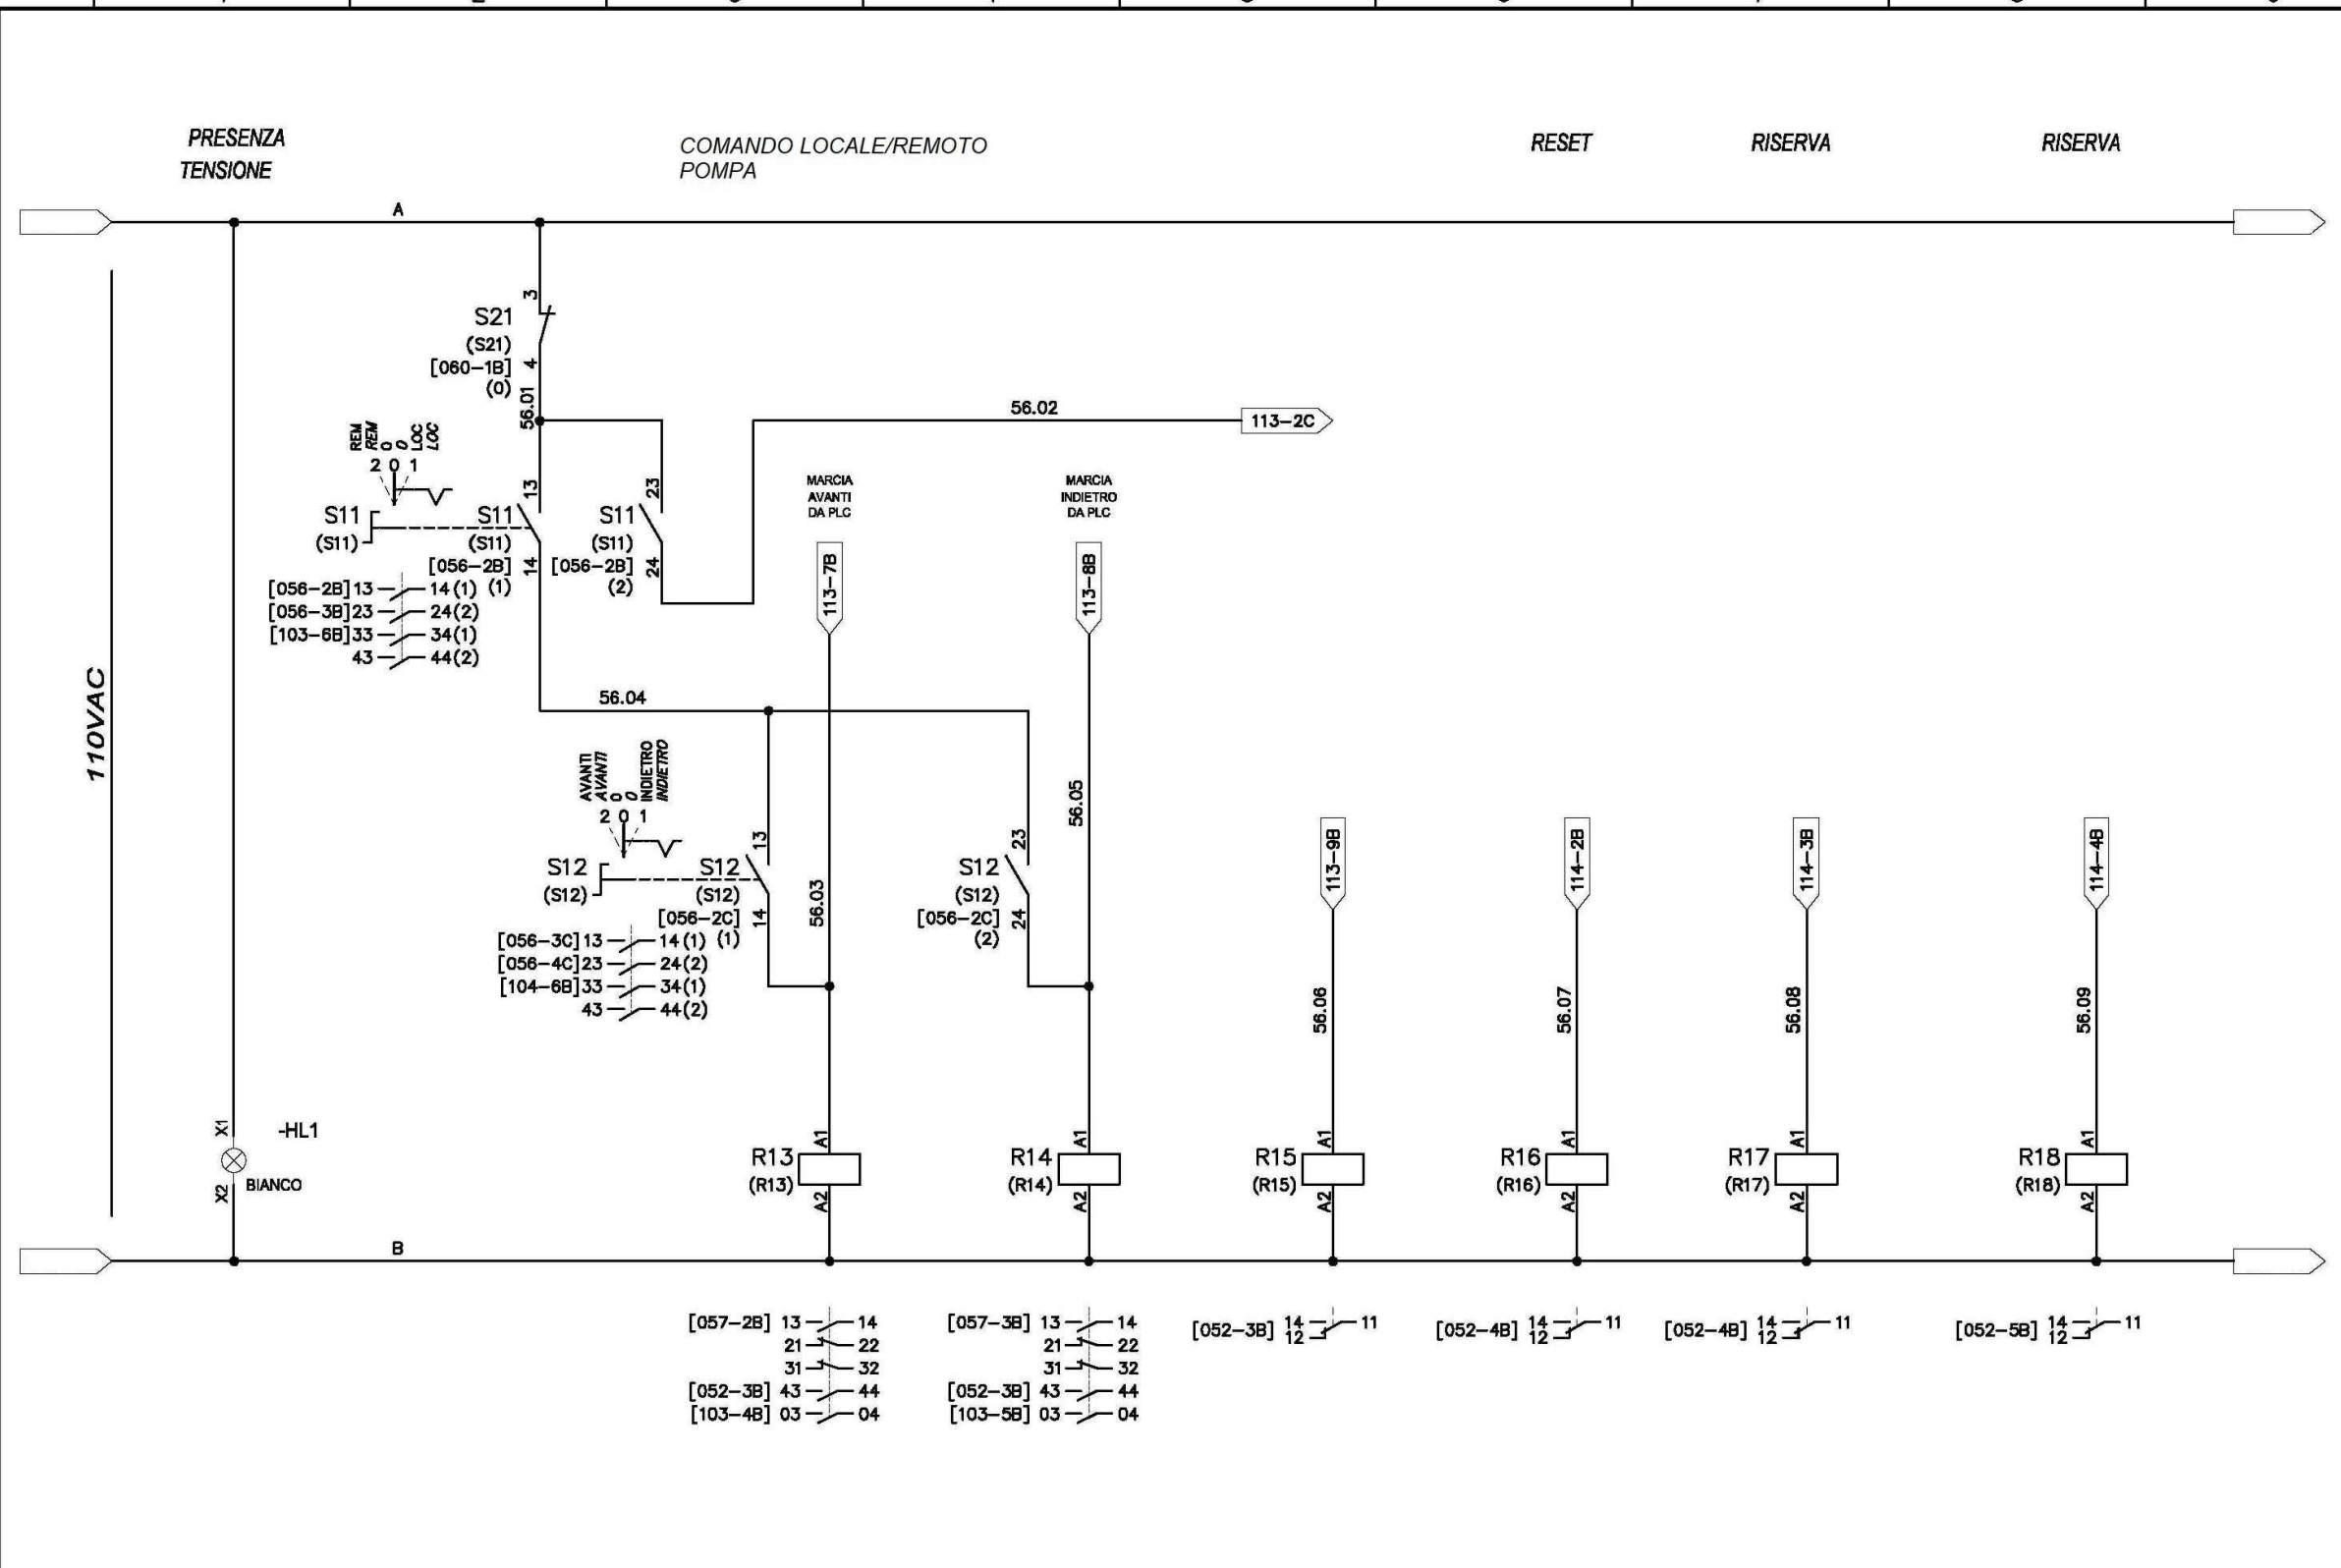 PRESENZA
TENSIONE
COMANDO LOCALE/REMOTO
POMPA
RESET
RISERVA
RISERVA
A
110VAC
3
S21
(S21)
[060-1B]
4
(0)
56.01
56.02
113-2C
REM
REM
0
0
LOC
LOC
2 0 1
S11
(S11)
13
S11
(S11)
[056-2B]
14
(1)
23
S11
(S11)
[056-2B]
24
(2)
[056-2B] 13 14(1)
[056-3B] 23 24(2)
[103-6B] 33 34(1)
43 44(2)
MARCIA
AVANTI
DA PLC
113-7B
MARCIA
INDIETRO
DA PLC
113-8B
56.04
AVANTI
AVANTI
0
0
INDIETRO
INDIETRO
2 0 1
S12
(S12)
13
S12
(S12)
[056-2C]
14
(1)
56.03
23
S12
(S12)
[056-2C]
24
(2)
56.05
[056-3C] 13 14(1)
[056-4C] 23 24(2)
[104-6B] 33 34(1)
43 44(2)
113-9B
114-2B
114-3B
114-4B
56.06
56.07
56.08
56.09
X1
-HL1
X2
BIANCO
A1
R13
(R13)
A2
A1
R14
(R14)
A2
A1
R15
(R15)
A2
A1
R16
(R16)
A2
A1
R17
(R17)
A2
A1
R18
(R18)
A2
B
[057-2B] 13 14
21 22
31 32
[052-3B] 43 44
[103-4B] 03 04
[057-3B] 13 14
21 22
31 32
[052-3B] 43 44
[103-5B] 03 04
[052-3B] 14 11
12
[052-4B] 14 11
12
[052-4B] 14 11
12
[052-5B] 14 11
12